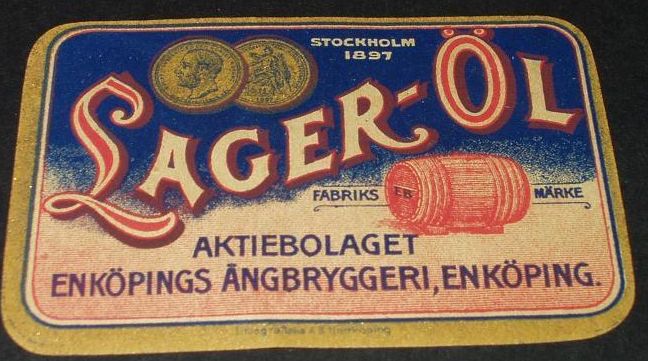 STOCKHOLM
1897
LAGER-ÖL
FABRIKS EB MÄRKE
AKTIEBOLAGET
ENKÖPINGS ÅNGBRYGGERI, ENKÖPING.